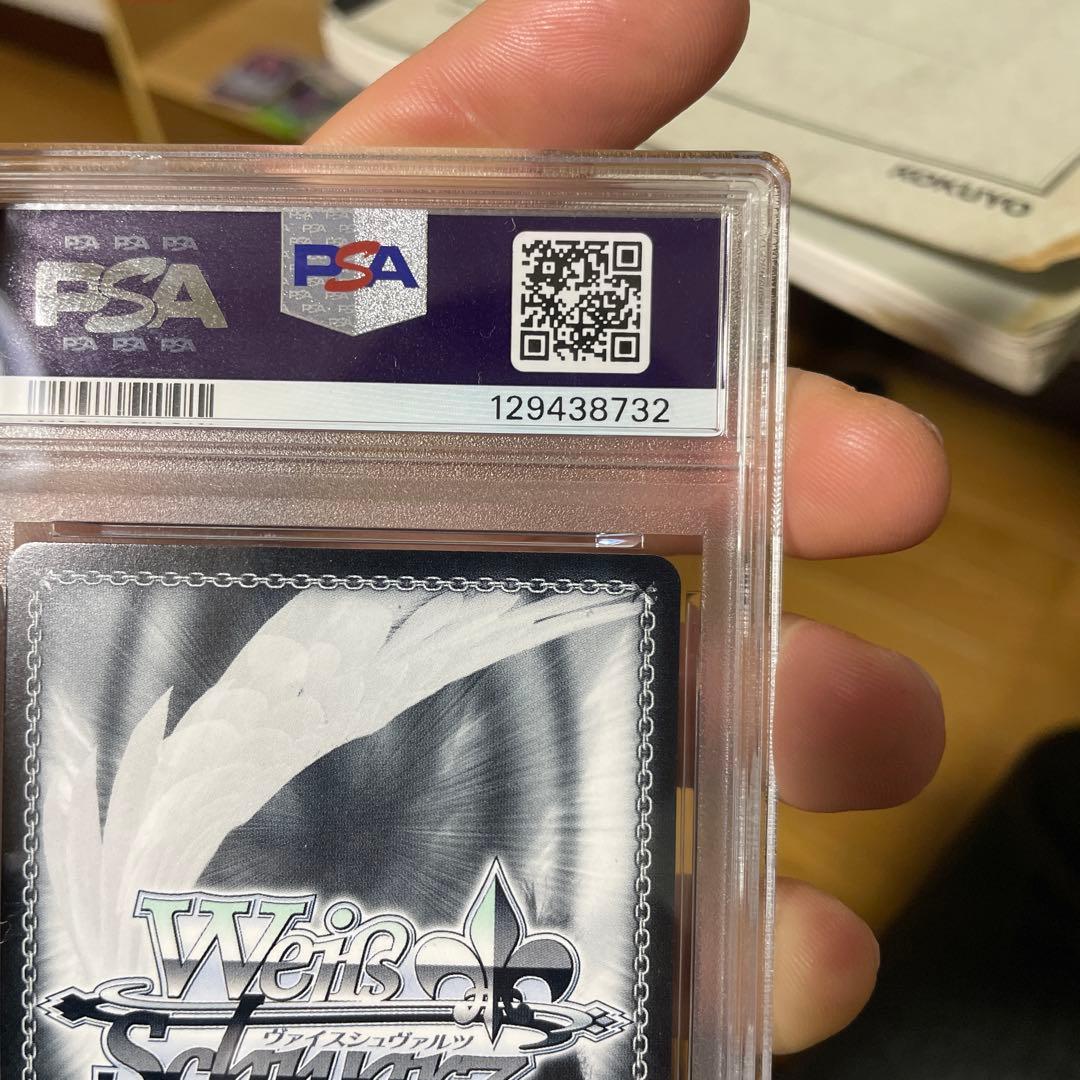 KOKUYO
PSA PSA PSA
PSA
PSA PSA PSA
PSA
129438732
Weiß
ヴァイスシュヴァルツ
Schwarz